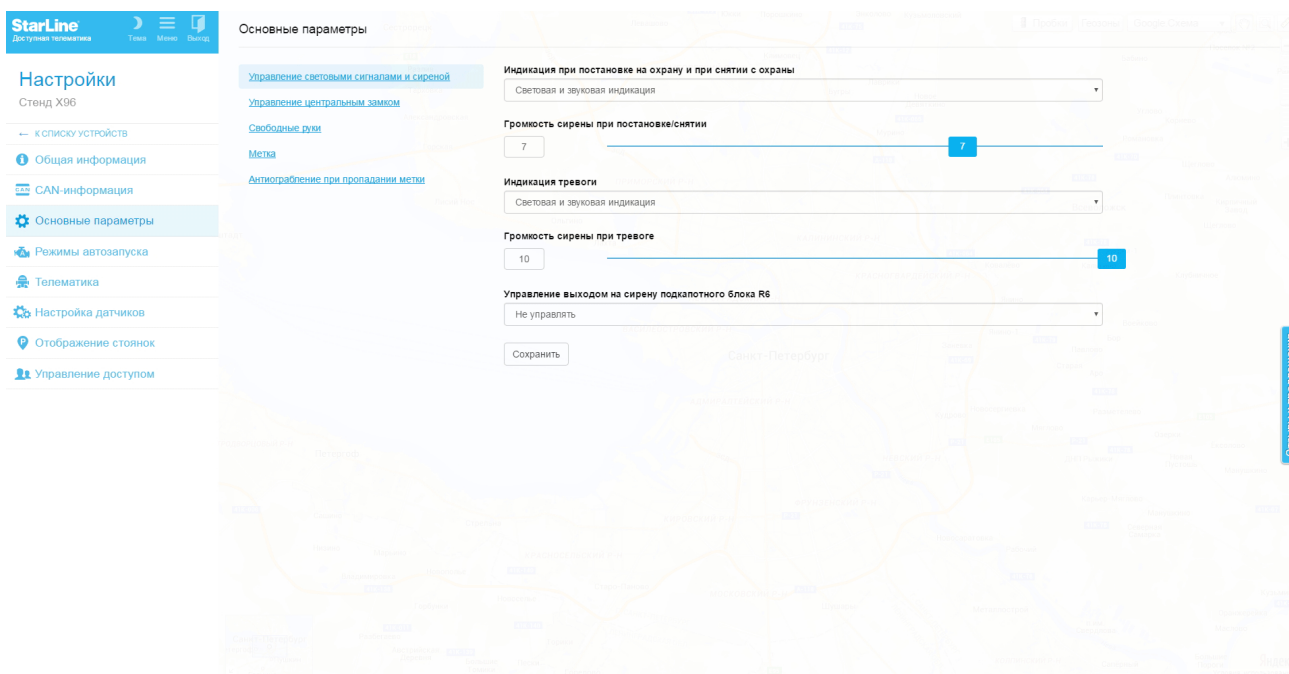 StarLine
Доступная телематика
Тема Меню Выход
Основные параметры
Настройки
Стенд X96
← К СПИСКУ УСТРОЙСТВ
Общая информация
CAN CAN-информация
Основные параметры
Режимы автозапуска
Телематика
Настройка датчиков
Отображение стоянок
Управление доступом
Управление световыми сигналами и сиреной
Управление центральным замком
Свободные руки
Метка
Антиограбление при пропадании метки
Индикация при постановке на охрану и при снятии с охраны
Световая и звуковая индикация
Громкость сирены при постановке/снятии
7 7
Индикация тревоги
Световая и звуковая индикация
Громкость сирены при тревоге
10 10
Управление выходом на сирену подкапотного блока R6
Не управлять
Сохранить
Санкт-Петербург